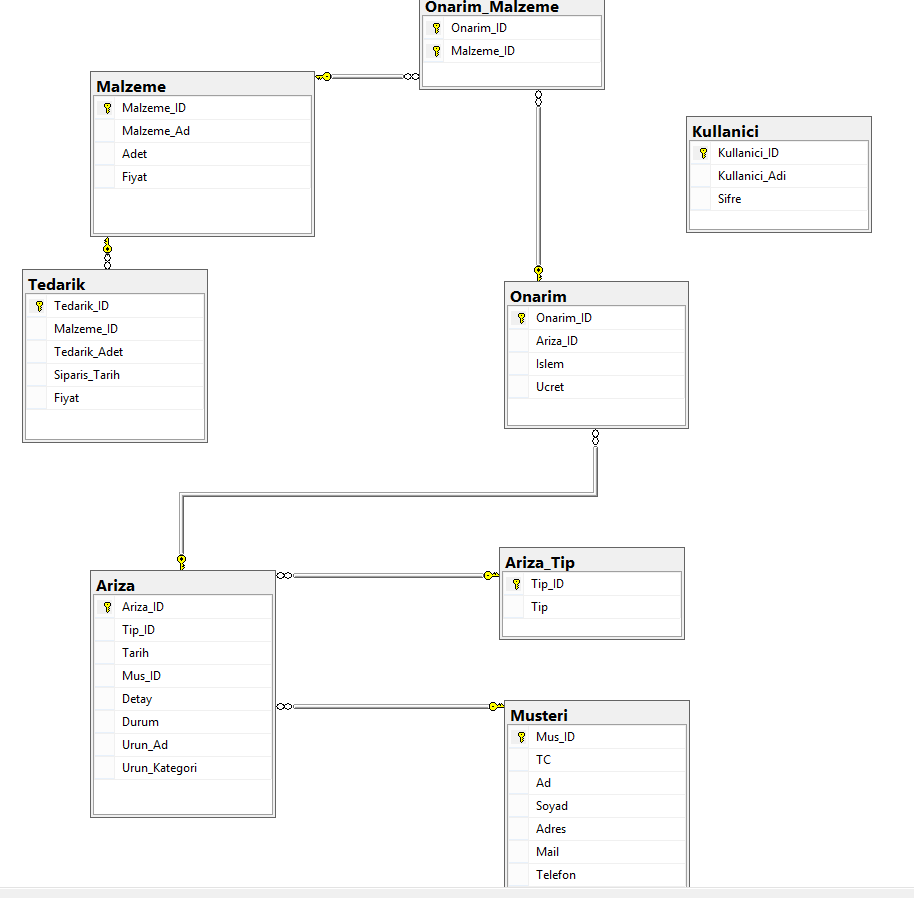 Onarim_Malzeme
Onarim_ID
Malzeme_ID
Malzeme
Malzeme_ID
Malzeme_Ad
Adet
Fiyat
Kullanici
Kullanici_ID
Kullanici_Adi
Sifre
Tedarik
Tedarik_ID
Malzeme_ID
Tedarik_Adet
Siparis_Tarih
Fiyat
Onarim
Onarim_ID
Ariza_ID
Islem
Ucret
Ariza
Ariza_ID
Tip_ID
Tarih
Mus_ID
Detay
Durum
Urun_Ad
Urun_Kategori
Ariza_Tip
Tip_ID
Tip
Musteri
Mus_ID
TC
Ad
Soyad
Adres
Mail
Telefon